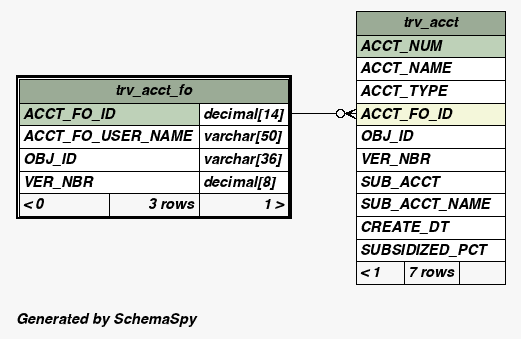 trv_acct
ACCT_NUM
ACCT_NAME
ACCT_TYPE
ACCT_FO_ID
OBJ_ID
VER_NBR
SUB_ACCT
SUB_ACCT_NAME
CREATE_DT
SUBSIDIZED_PCT
< 1 7 rows
trv_acct_fo
ACCT_FO_ID decimal[14]
ACCT_FO_USER_NAME varchar[50]
OBJ_ID varchar[36]
VER_NBR decimal[8]
< 0 3 rows 1 >
Generated by SchemaSpy